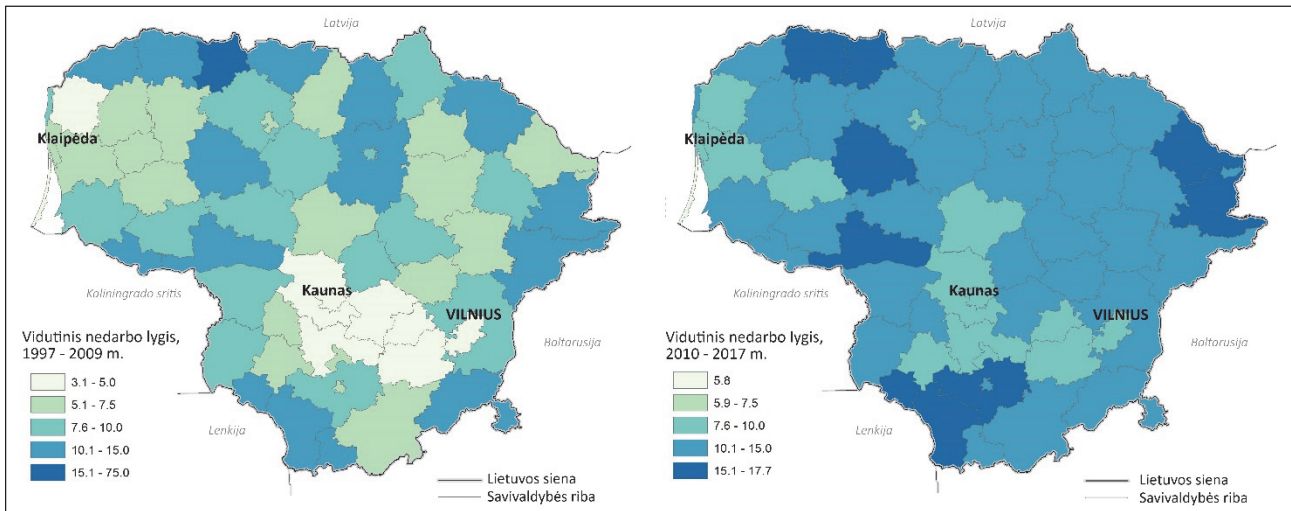 Latvija
Klaipėda
Kaunas
VILNIUS
Kaliningrado sritis
Baltarusija
Lenkija
Vidutinis nedarbo lygis,
1997 - 2009 m.
3.1 - 5.0
5.1 - 7.5
7.6 - 10.0
10.1 - 15.0
15.1 - 75.0
Lietuvos siena
Savivaldybės riba
Latvija
Klaipėda
Kaunas
VILNIUS
Kaliningrado sritis
Baltarusija
Lenkija
Vidutinis nedarbo lygis,
2010 - 2017 m.
5.8
5.9 - 7.5
7.6 - 10.0
10.1 - 15.0
15.1 - 17.7
Lietuvos siena
Savivaldybės riba